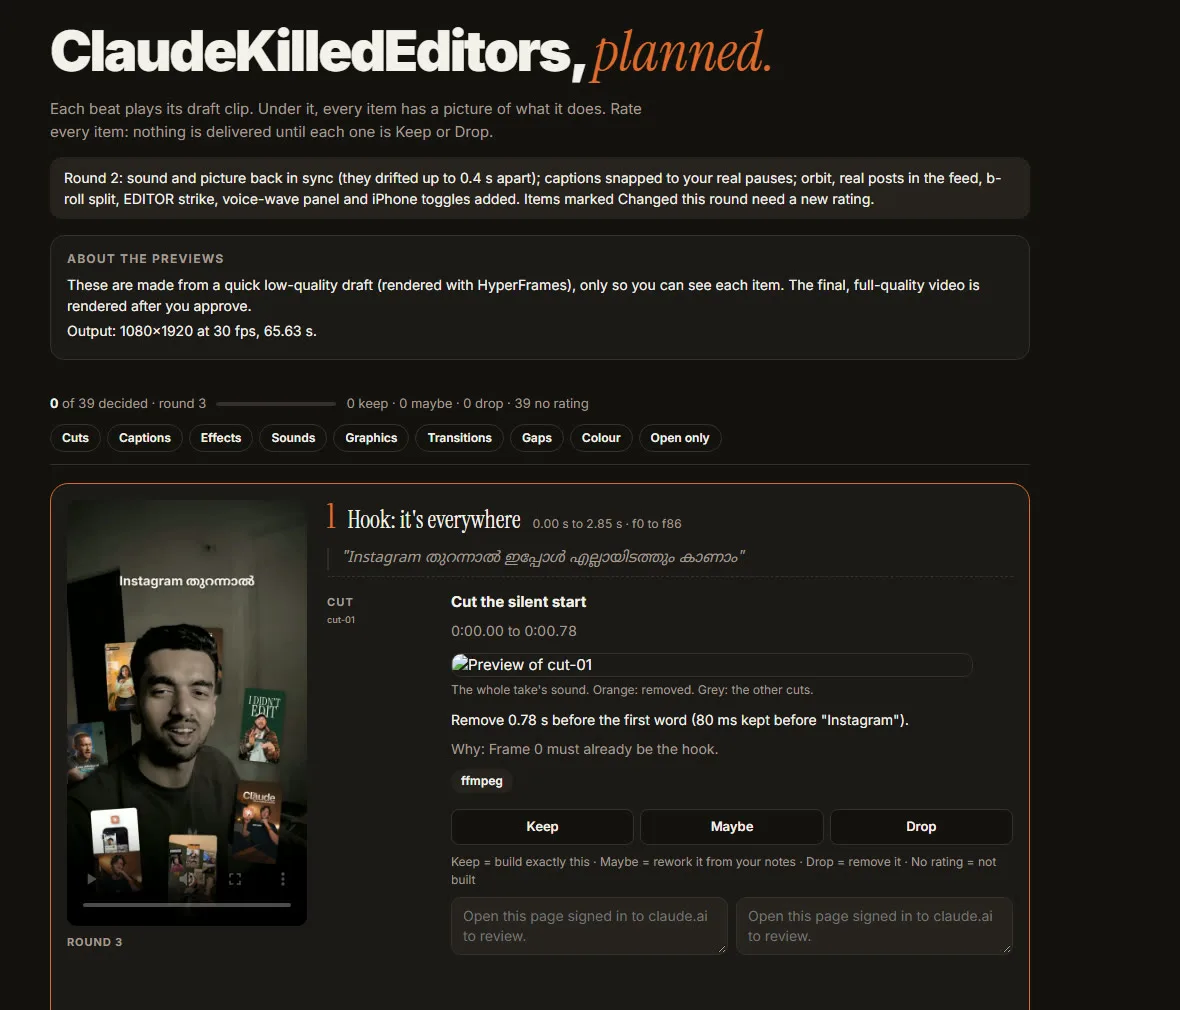 ClaudeKilledEditors, planned.
Each beat plays its draft clip. Under it, every item has a picture of what it does. Rate
every item: nothing is delivered until each one is Keep or Drop.
Round 2: sound and picture back in sync (they drifted up to 0.4 s apart); captions snapped to your real pauses; orbit, real posts in the feed, b-
roll split, EDITOR strike, voice-wave panel and iPhone toggles added. Items marked Changed this round need a new rating.
ABOUT THE PREVIEWS
These are made from a quick low-quality draft (rendered with HyperFrames), only so you can see each item. The final, full-quality video is
rendered after you approve.
Output: 1080×1920 at 30 fps, 65.63 s.
0 of 39 decided · round 3
0 keep · 0 maybe · 0 drop · 39 no rating
Cuts
Captions
Effects
Sounds
Graphics
Transitions
Gaps
Colour
Open only
Instagram തുറന്നാൽ
I DIDN'T
EDIT
Claude
ROUND 3
1 Hook: it's everywhere 0.00 s to 2.85 s · f0 to f86
"Instagram തുറന്നാൽ ഇപ്പോൾ എല്ലായിടത്തും കാണാം"
CUT
cut-01
Cut the silent start
0:00.00 to 0:00.78
Preview of cut-01
The whole take's sound. Orange: removed. Grey: the other cuts.
Remove 0.78 s before the first word (80 ms kept before "Instagram").
Why: Frame 0 must already be the hook.
ffmpeg
Keep
Maybe
Drop
Keep = build exactly this · Maybe = rework it from your notes · Drop = remove it · No rating = not
built
Open this page signed in to claude.ai
to review.
Open this page signed in to claude.ai
to review.